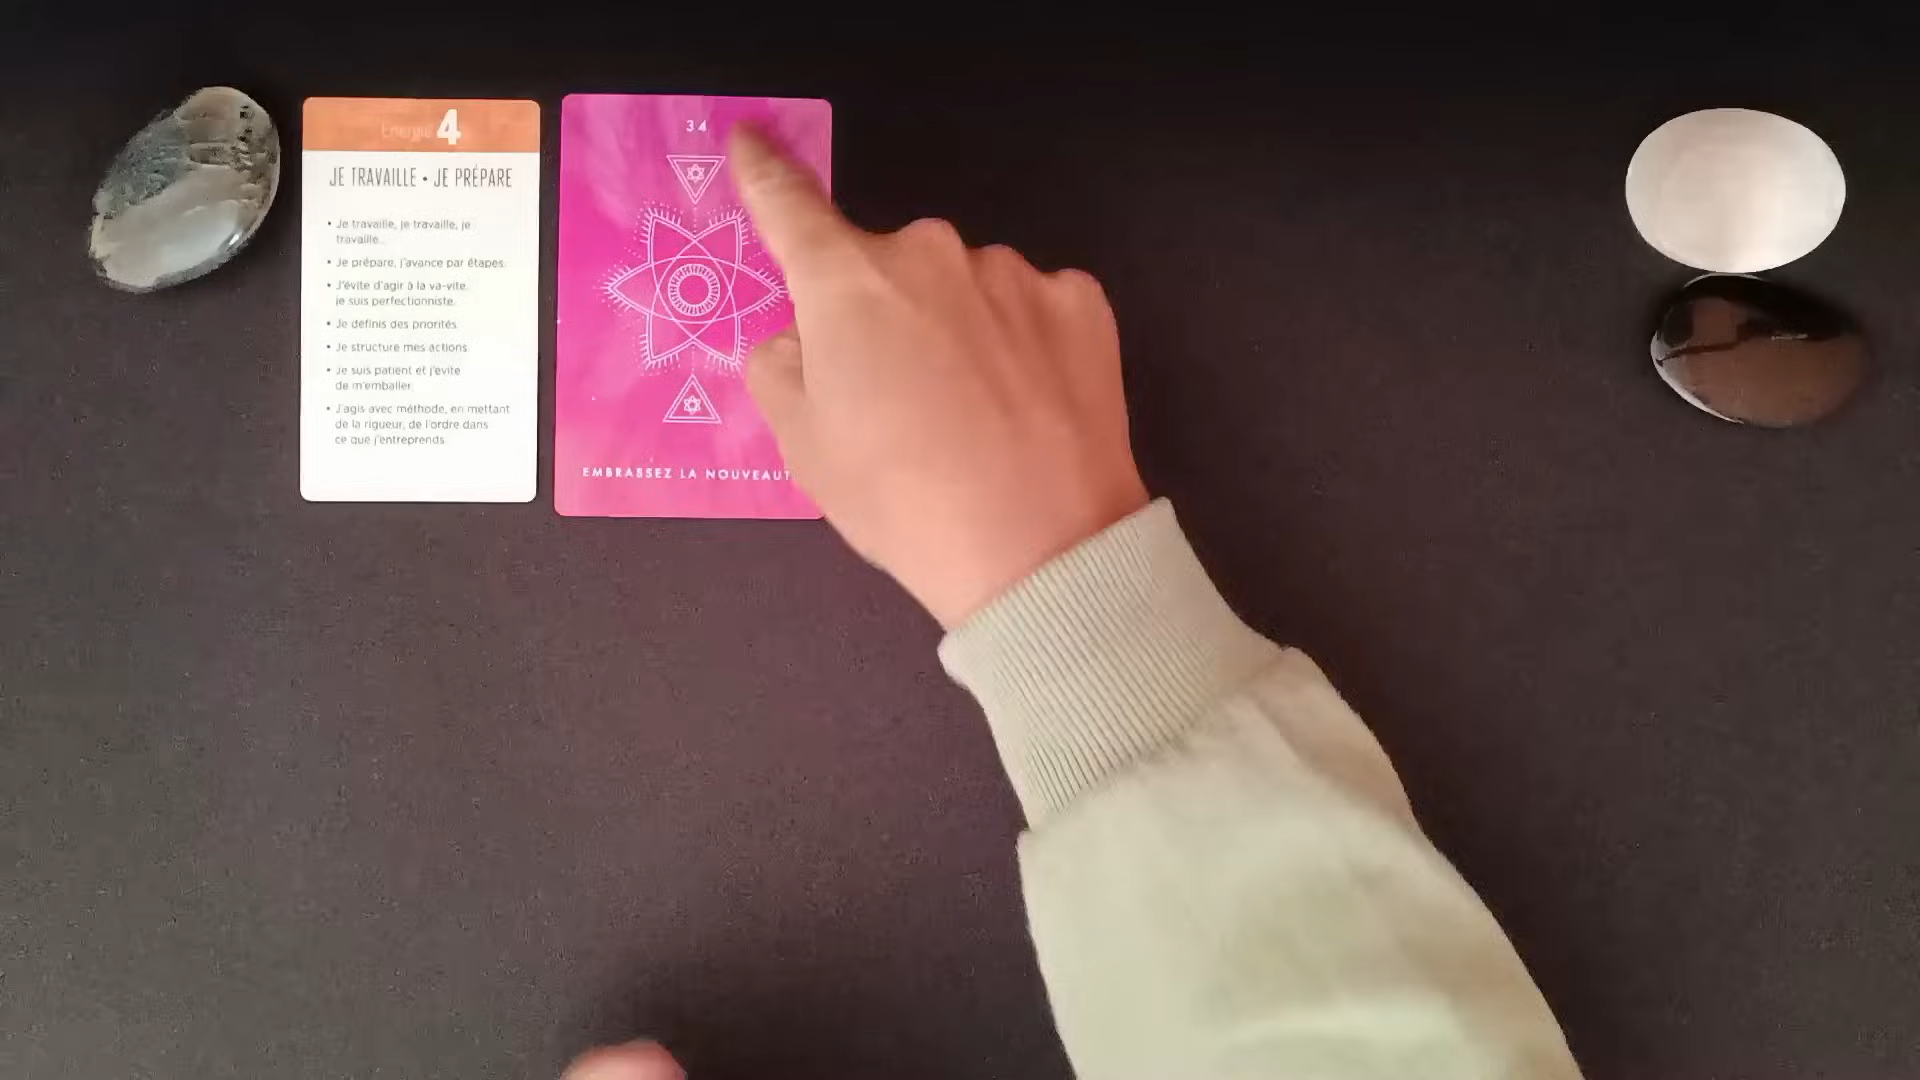 Energie 4
JE TRAVAILLE • JE PRÉPARE
• Je travaille, je travaille, je
travaille...
• Je prépare, j'avance par étapes.
• J'évite d'agir à la va-vite,
je suis perfectionniste.
• Je définis des priorités.
• Je structure mes actions.
• Je suis patient et j'évite
de m'emballer.
• J'agis avec méthode, en mettant
de la rigueur, de l'ordre dans
ce que j'entreprends.
34
EMBRASSEZ LA NOUVEAUT